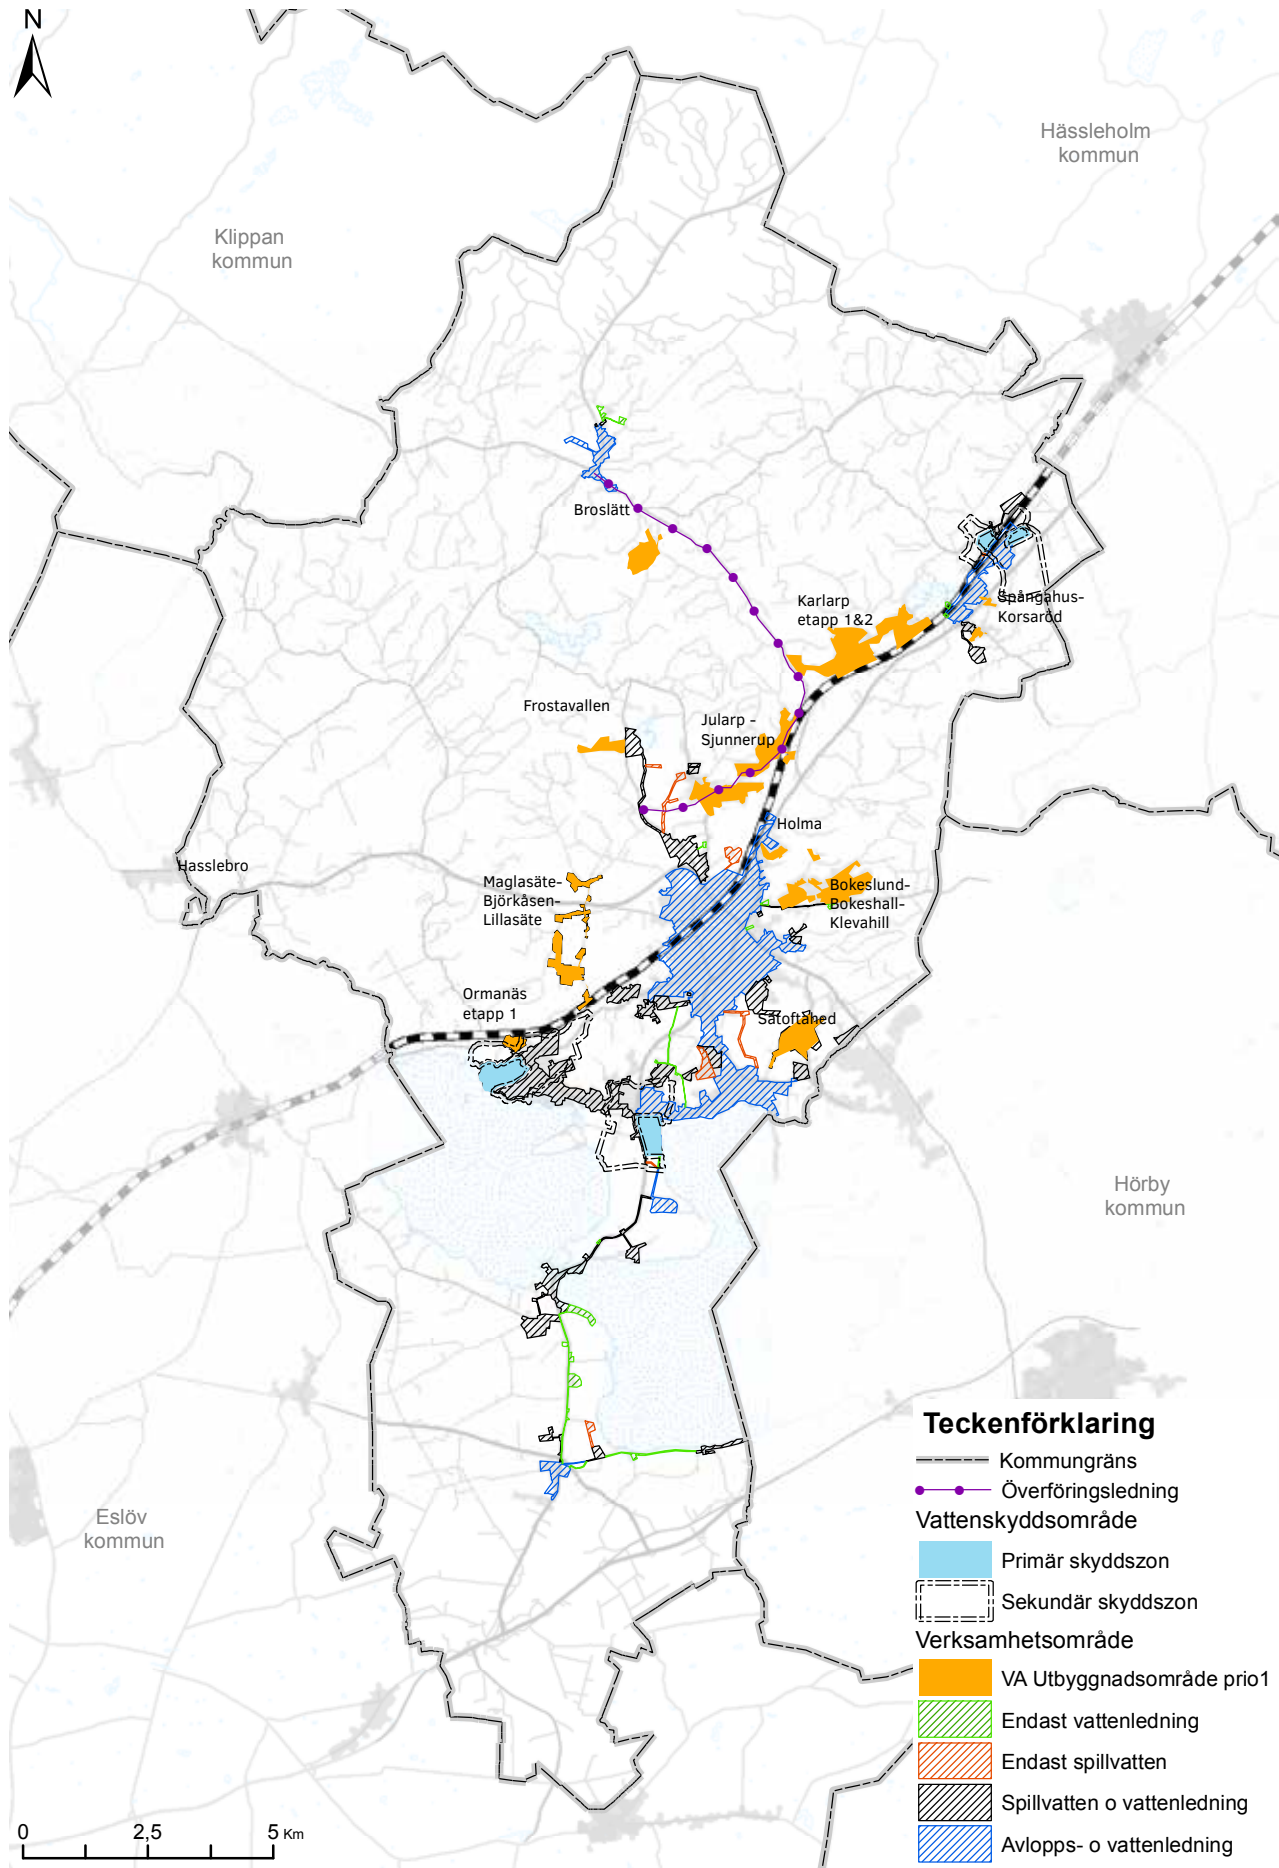 N
Hässleholm
kommun
Klippan
kommun
Broslätt
Karlarp
etapp 1&2
Spångahus-
Korsaröd
Frostavallen
Jularp -
Sjunnerup
Holma
Hasslebro
Maglasäte-
Björkåsen-
Lillasäte
Bokeslund-
Bokeshall-
Klevahill
Ormanäs
etapp 1
Sätoftahed
Hörby
kommun
Eslöv
kommun
Teckenförklaring
Kommungräns
Överföringsledning
Vattenskyddsområde
Primär skyddszon
Sekundär skyddszon
Verksamhetsområde
VA Utbyggnadsområde prio1
Endast vattenledning
Endast spillvatten
Spillvatten o vattenledning
Avlopps- o vattenledning
0 2,5 5 Km